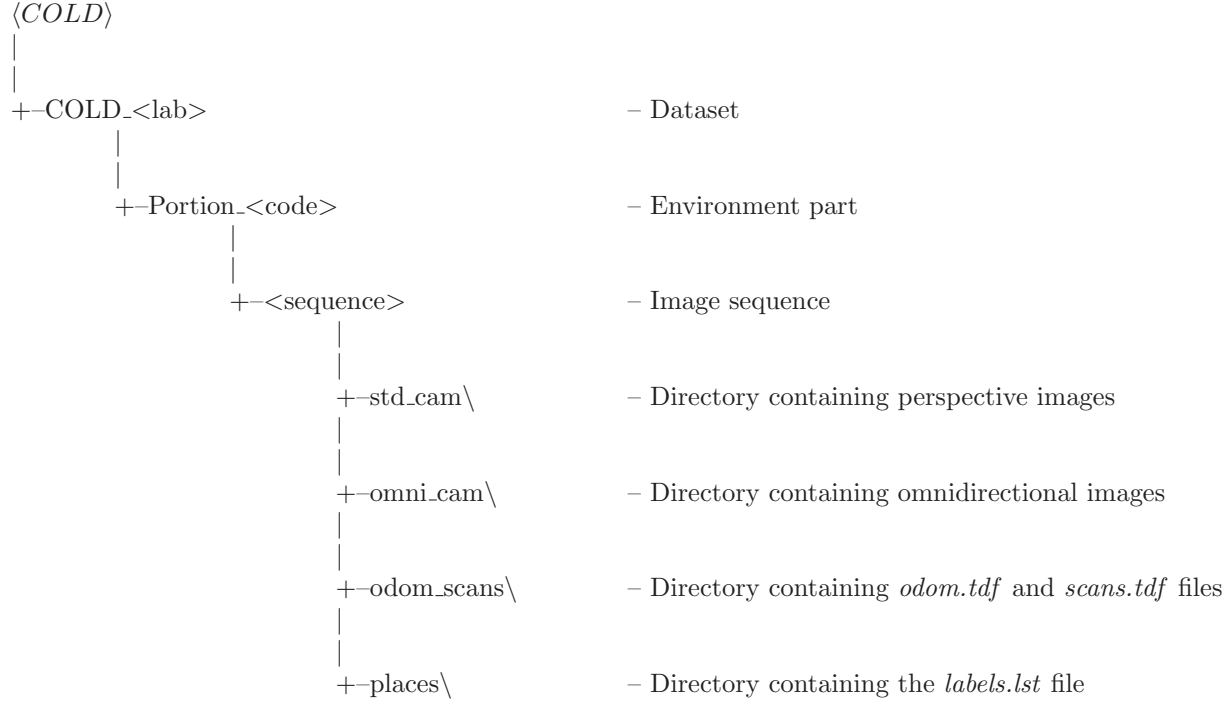 ⟨COLD⟩
|
|
+–COLD_<lab> – Dataset
|
|
+–Portion_<code> – Environment part
|
|
+–<sequence> – Image sequence
|
|
+–std_cam\ – Directory containing perspective images
|
|
+–omni_cam\ – Directory containing omnidirectional images
|
|
+–odom_scans\ – Directory containing odom.tdf and scans.tdf files
|
|
+–places\ – Directory containing the labels.lst file